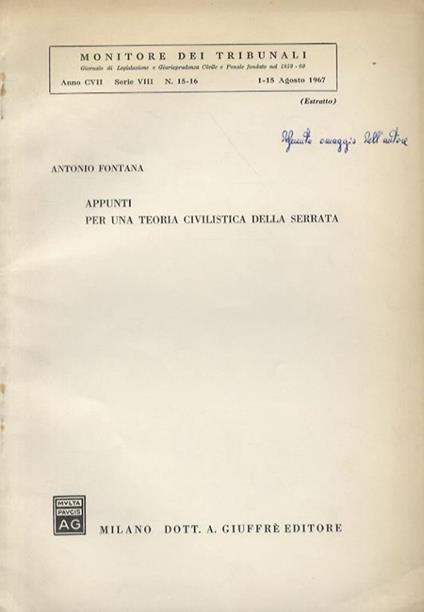 MONITORE DEI TRIBUNALI
Giornale di Legislazione e Giurisprudenza Civile e Penale fondato nel 1859-60
Anno CVII Serie VIII N. 15-16 1-15 Agosto 1967
(Estratto)
omaggio dell'autore
ANTONIO FONTANA
APPUNTI
PER UNA TEORIA CIVILISTICA DELLA SERRATA
MVLTA
PAVCIS
AG
MILANO DOTT. A. GIUFFRÈ EDITORE